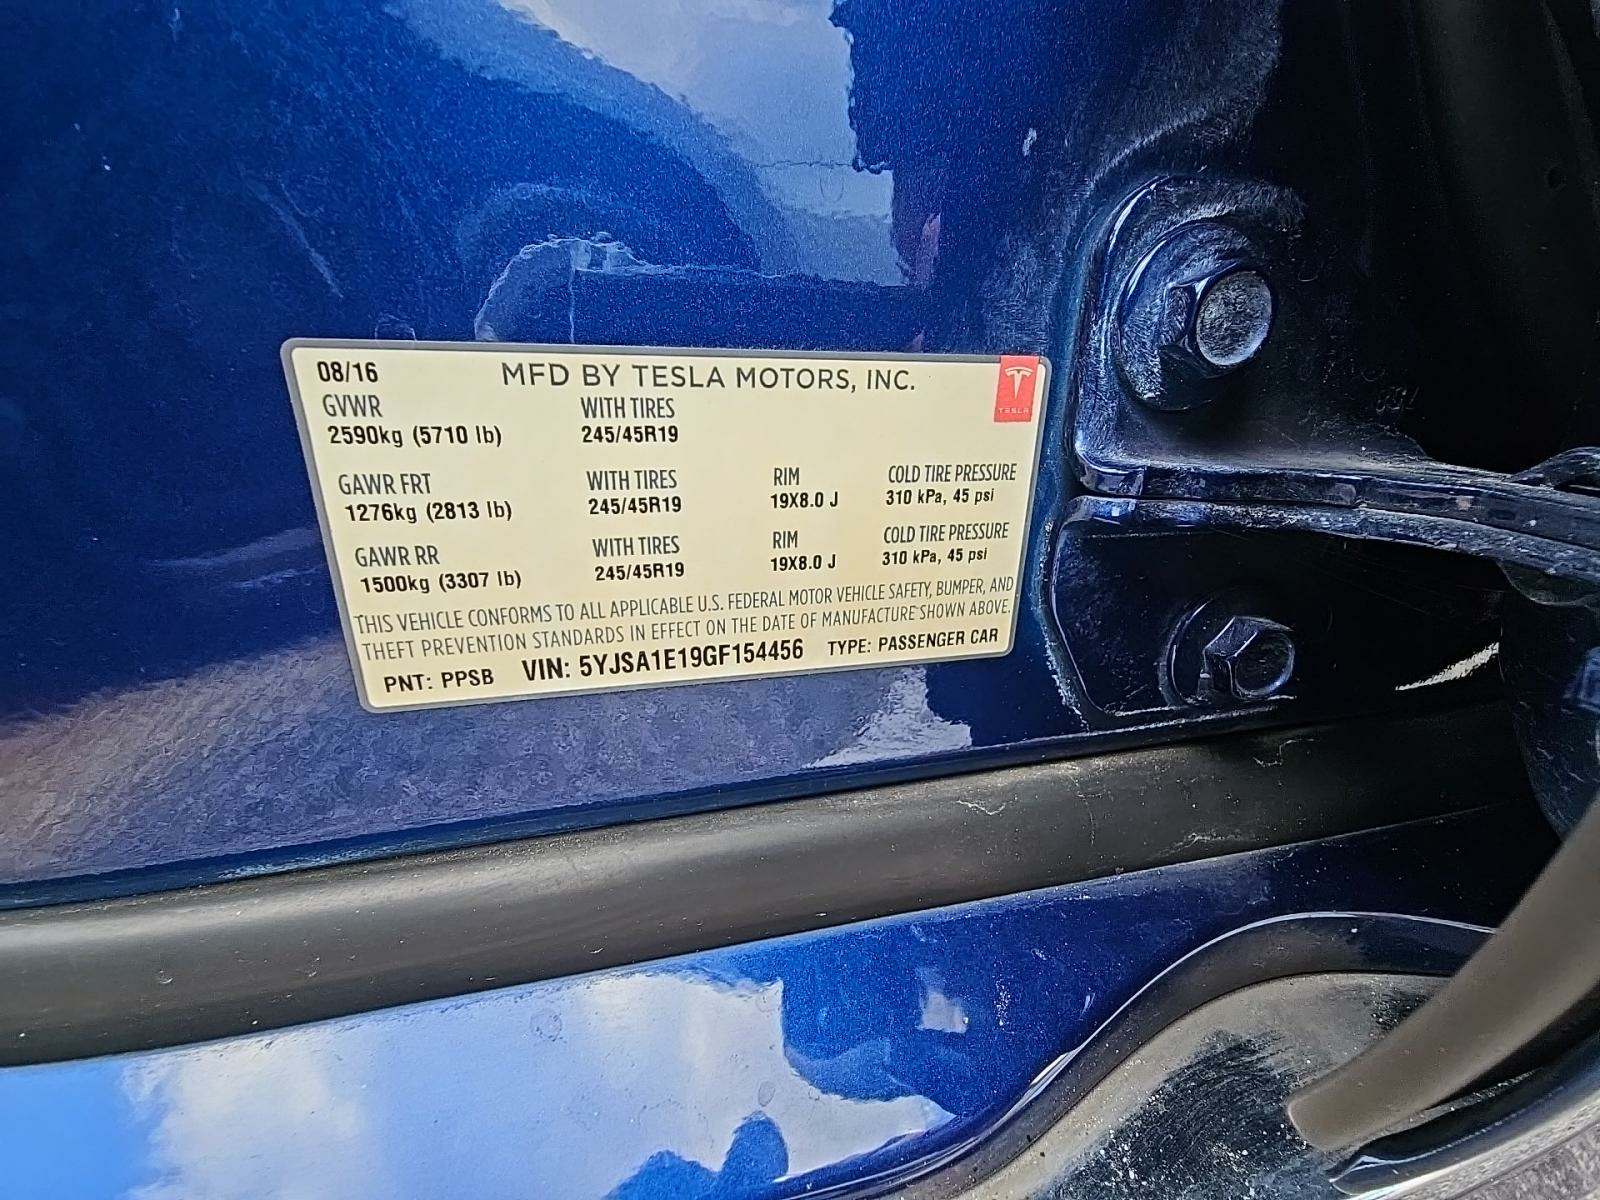 08/16 MFD BY TESLA MOTORS, INC.
TESLA
GVWR WITH TIRES
2590kg (5710 lb) 245/45R19
GAWR FRT WITH TIRES RIM COLD TIRE PRESSURE
1276kg (2813 lb) 245/45R19 19X8.0 J 310 kPa, 45 psi
GAWR RR WITH TIRES RIM COLD TIRE PRESSURE
1500kg (3307 lb) 245/45R19 19X8.0 J 310 kPa, 45 psi
THIS VEHICLE CONFORMS TO ALL APPLICABLE U.S. FEDERAL MOTOR VEHICLE SAFETY, BUMPER, AND
THEFT PREVENTION STANDARDS IN EFFECT ON THE DATE OF MANUFACTURE SHOWN ABOVE.
PNT: PPSB VIN: 5YJSA1E19GF154456 TYPE: PASSENGER CAR